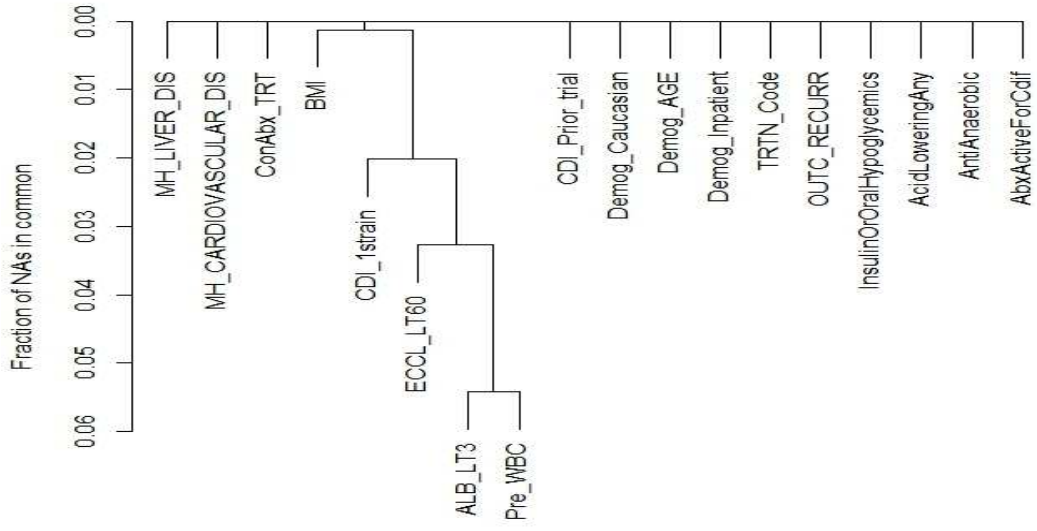 Fraction of NAs in common
0.00
0.01
0.02
0.03
0.04
0.05
0.06
MH_LIVER_DIS
MH_CARDIOVASCULAR_DIS
ConAbx_TRT
BMI
CDI_1strain
ECCL_LT60
ALB_LT3
Pre_WBC
CDI_Prior_trial
Demog_Caucasian
Demog_AGE
Demog_Inpatient
TRTN_Code
OUTC_RECURR
InsulinOrOralHypoglycemics
AcidLoweringAny
AntiAnaerobic
AbxActiveForCdif